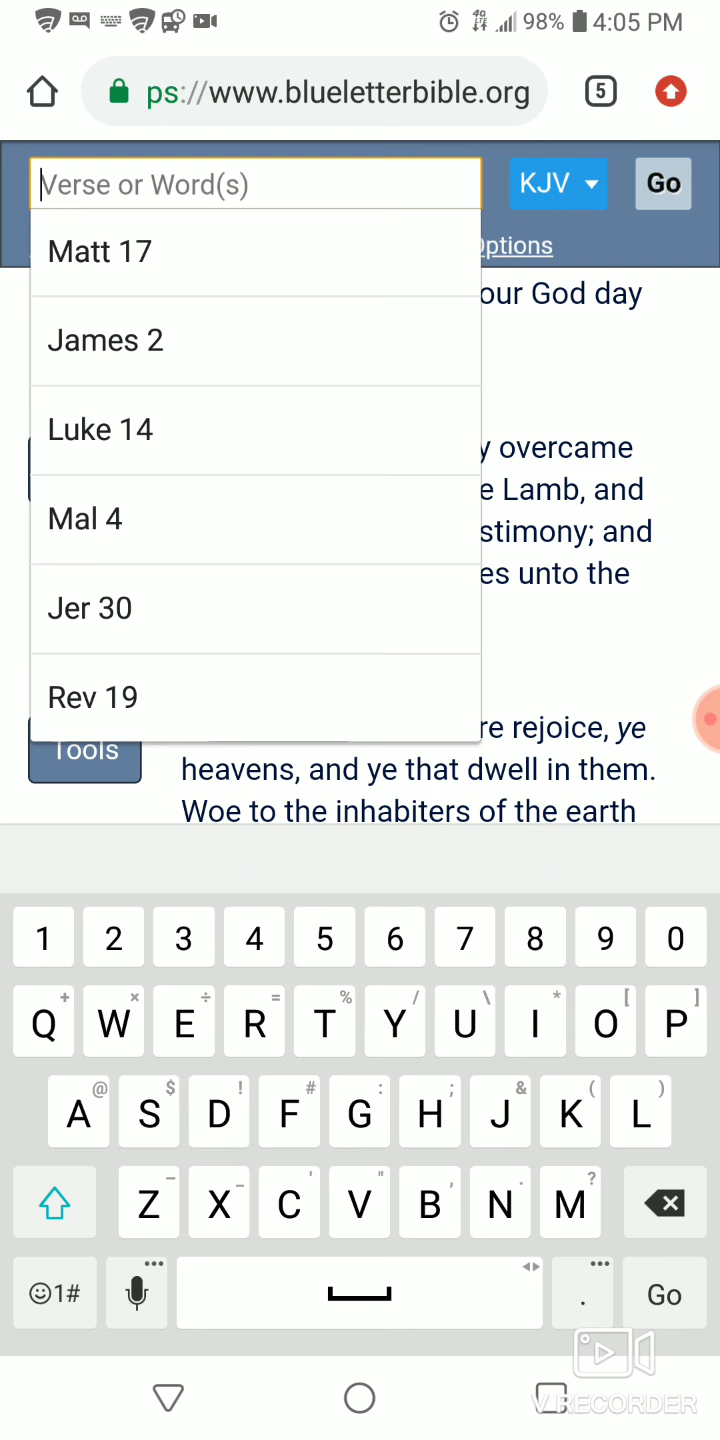 98% 4:05 PM
ps://www.blueletterbible.org
5
Verse or Word(s)
KJV
Go
ptions
Matt 17
our God day
James 2
Luke 14
y overcame
e Lamb, and
Mal 4
stimony; and
es unto the
Jer 30
Rev 19
re rejoice, ye
Tools
heavens, and ye that dwell in them.
Woe to the inhabiters of the earth
1 2 3 4 5 6 7 8 9 0
+ × ÷ = % / \ * [ ]
Q W E R T Y U I O P
@ $ ! # : ; & ( )
A S D F G H J K L
- _ ' " , . ?
Z X C V B N M
1# . Go
V RECORDER